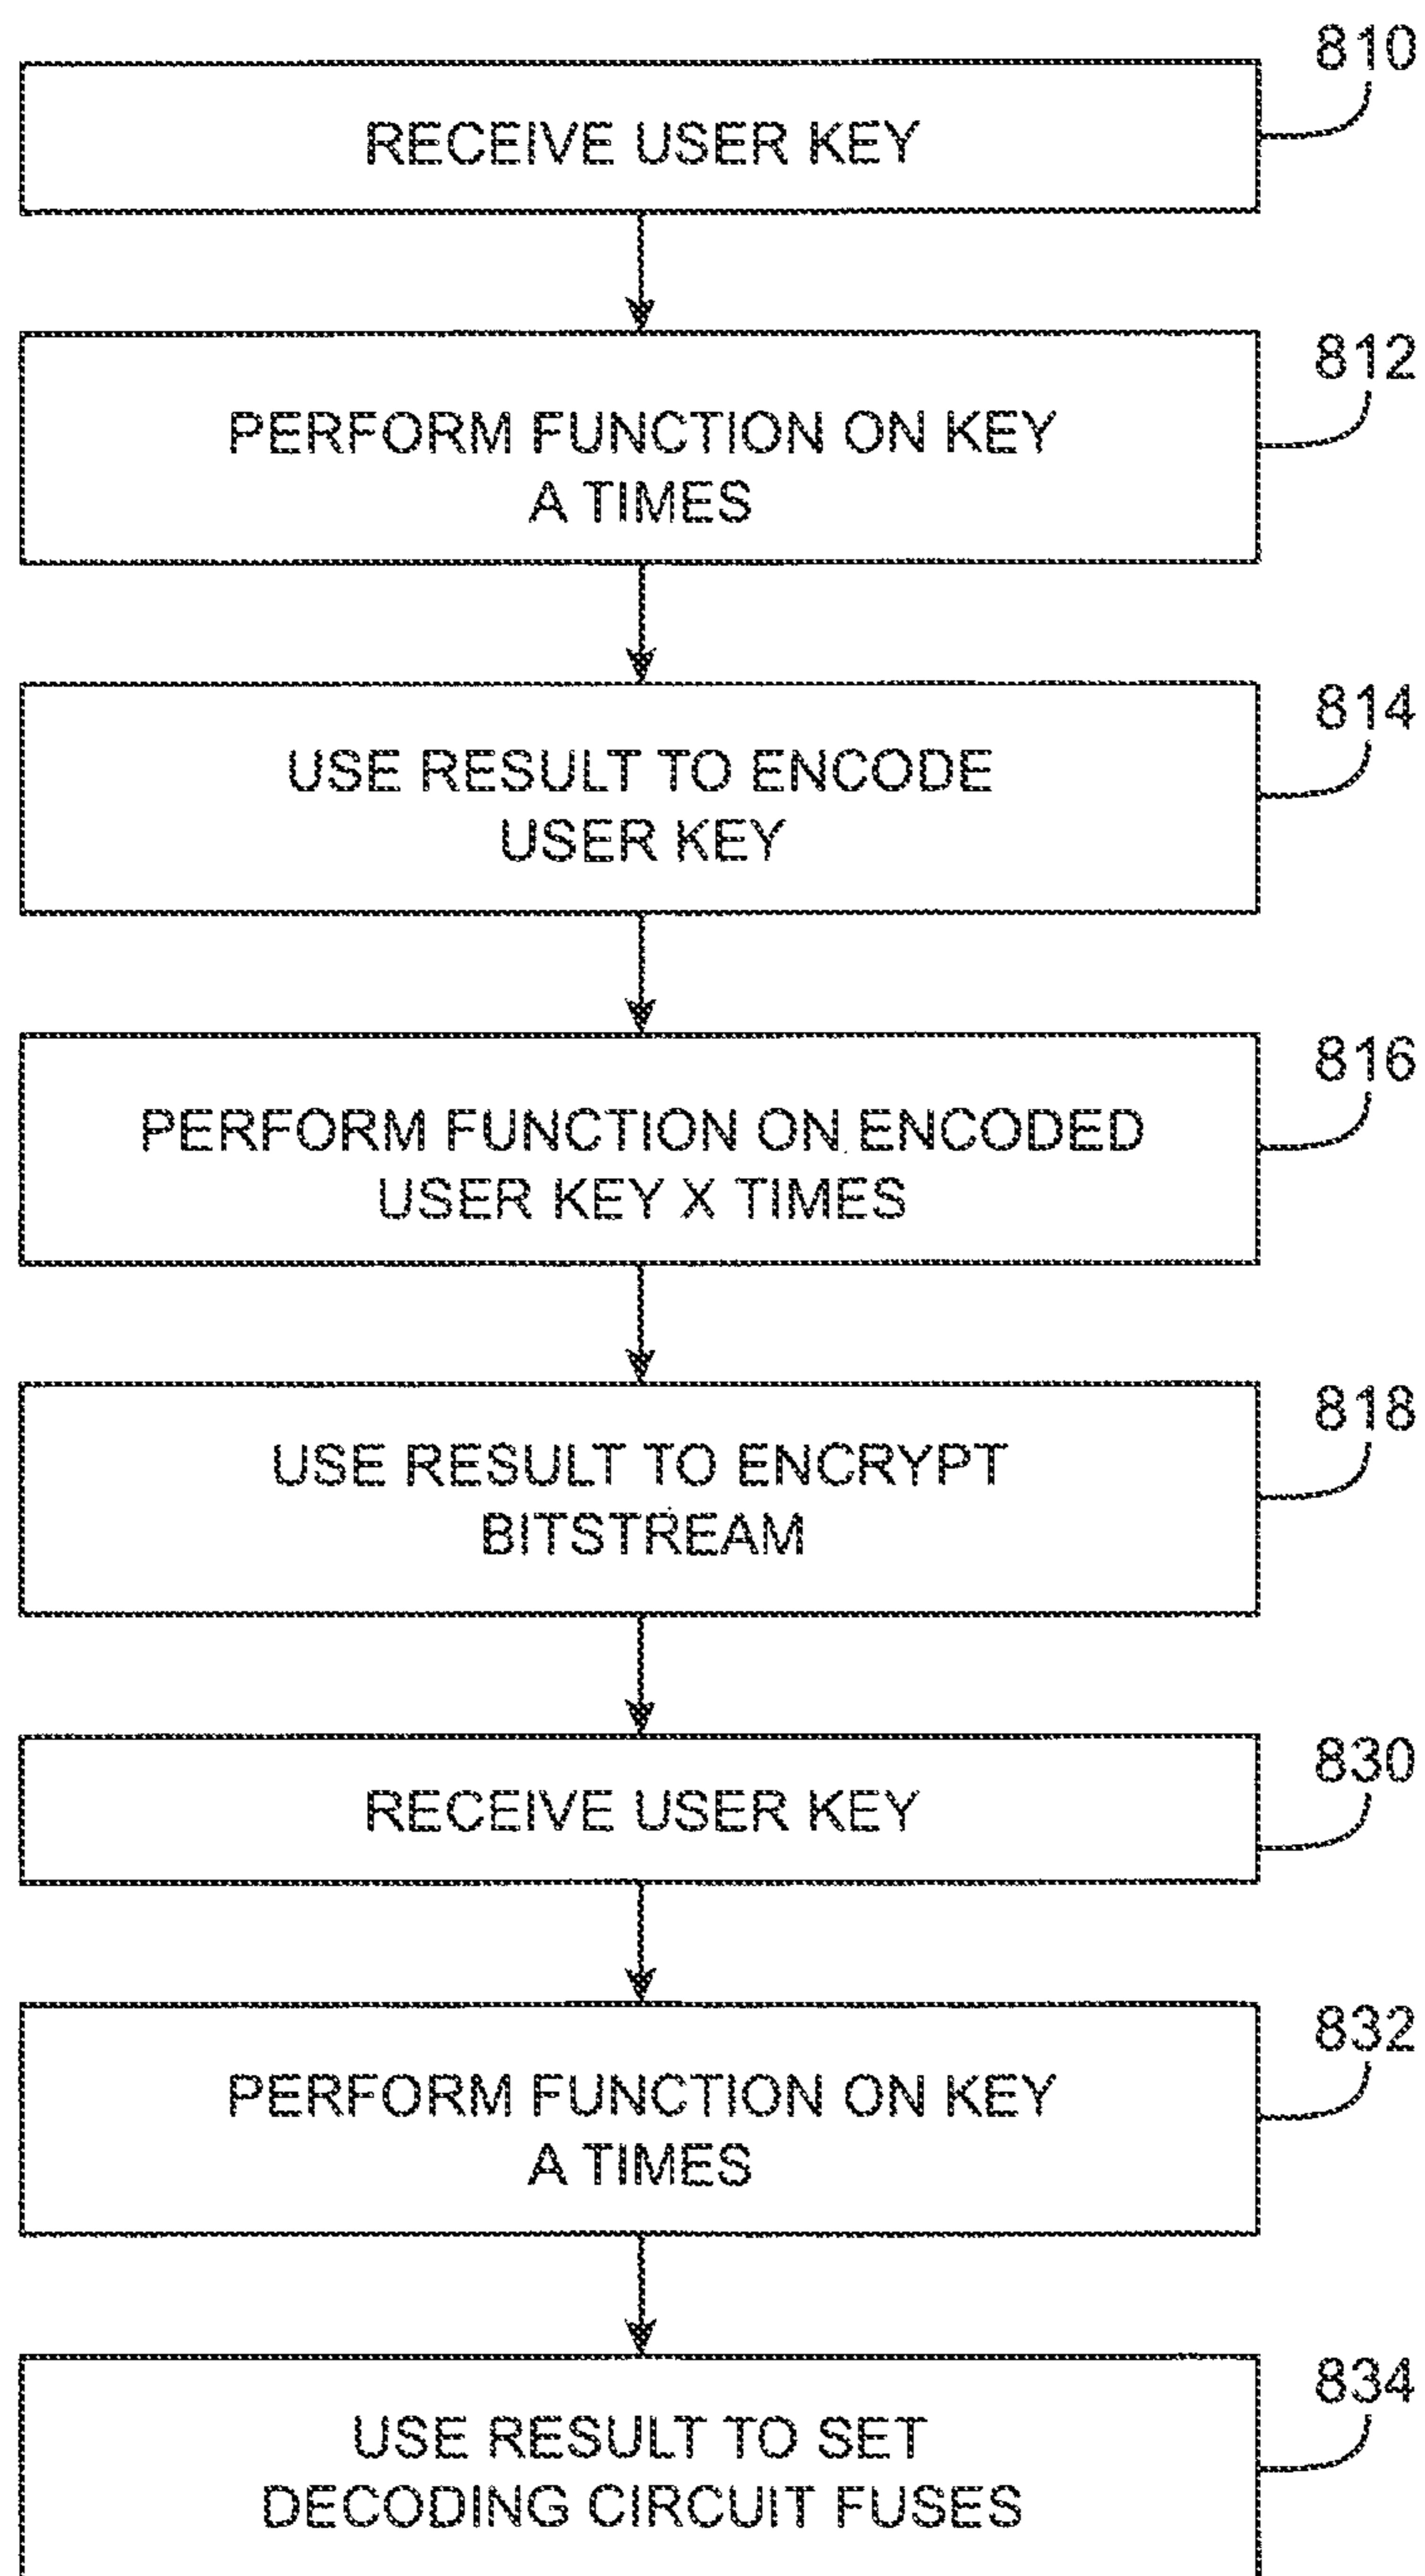 810
RECEIVE USER KEY
812
PERFORM FUNCTION ON KEY
A TIMES
814
USE RESULT TO ENCODE
USER KEY
816
PERFORM FUNCTION ON ENCODED
USER KEY X TIMES
818
USE RESULT TO ENCRYPT
BITSTREAM
830
RECEIVE USER KEY
832
PERFORM FUNCTION ON KEY
A TIMES
834
USE RESULT TO SET
DECODING CIRCUIT FUSES